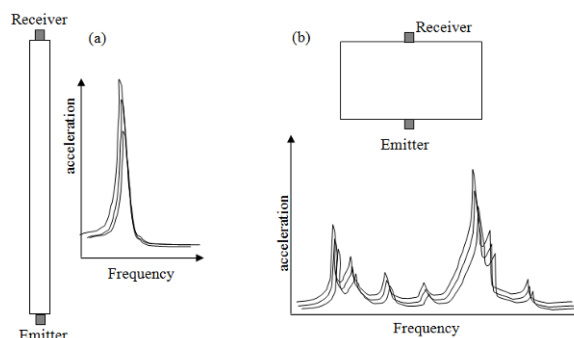 Receiver
(a)
acceleration
Frequency
Emitter
(b)
Receiver
Emitter
acceleration
Frequency